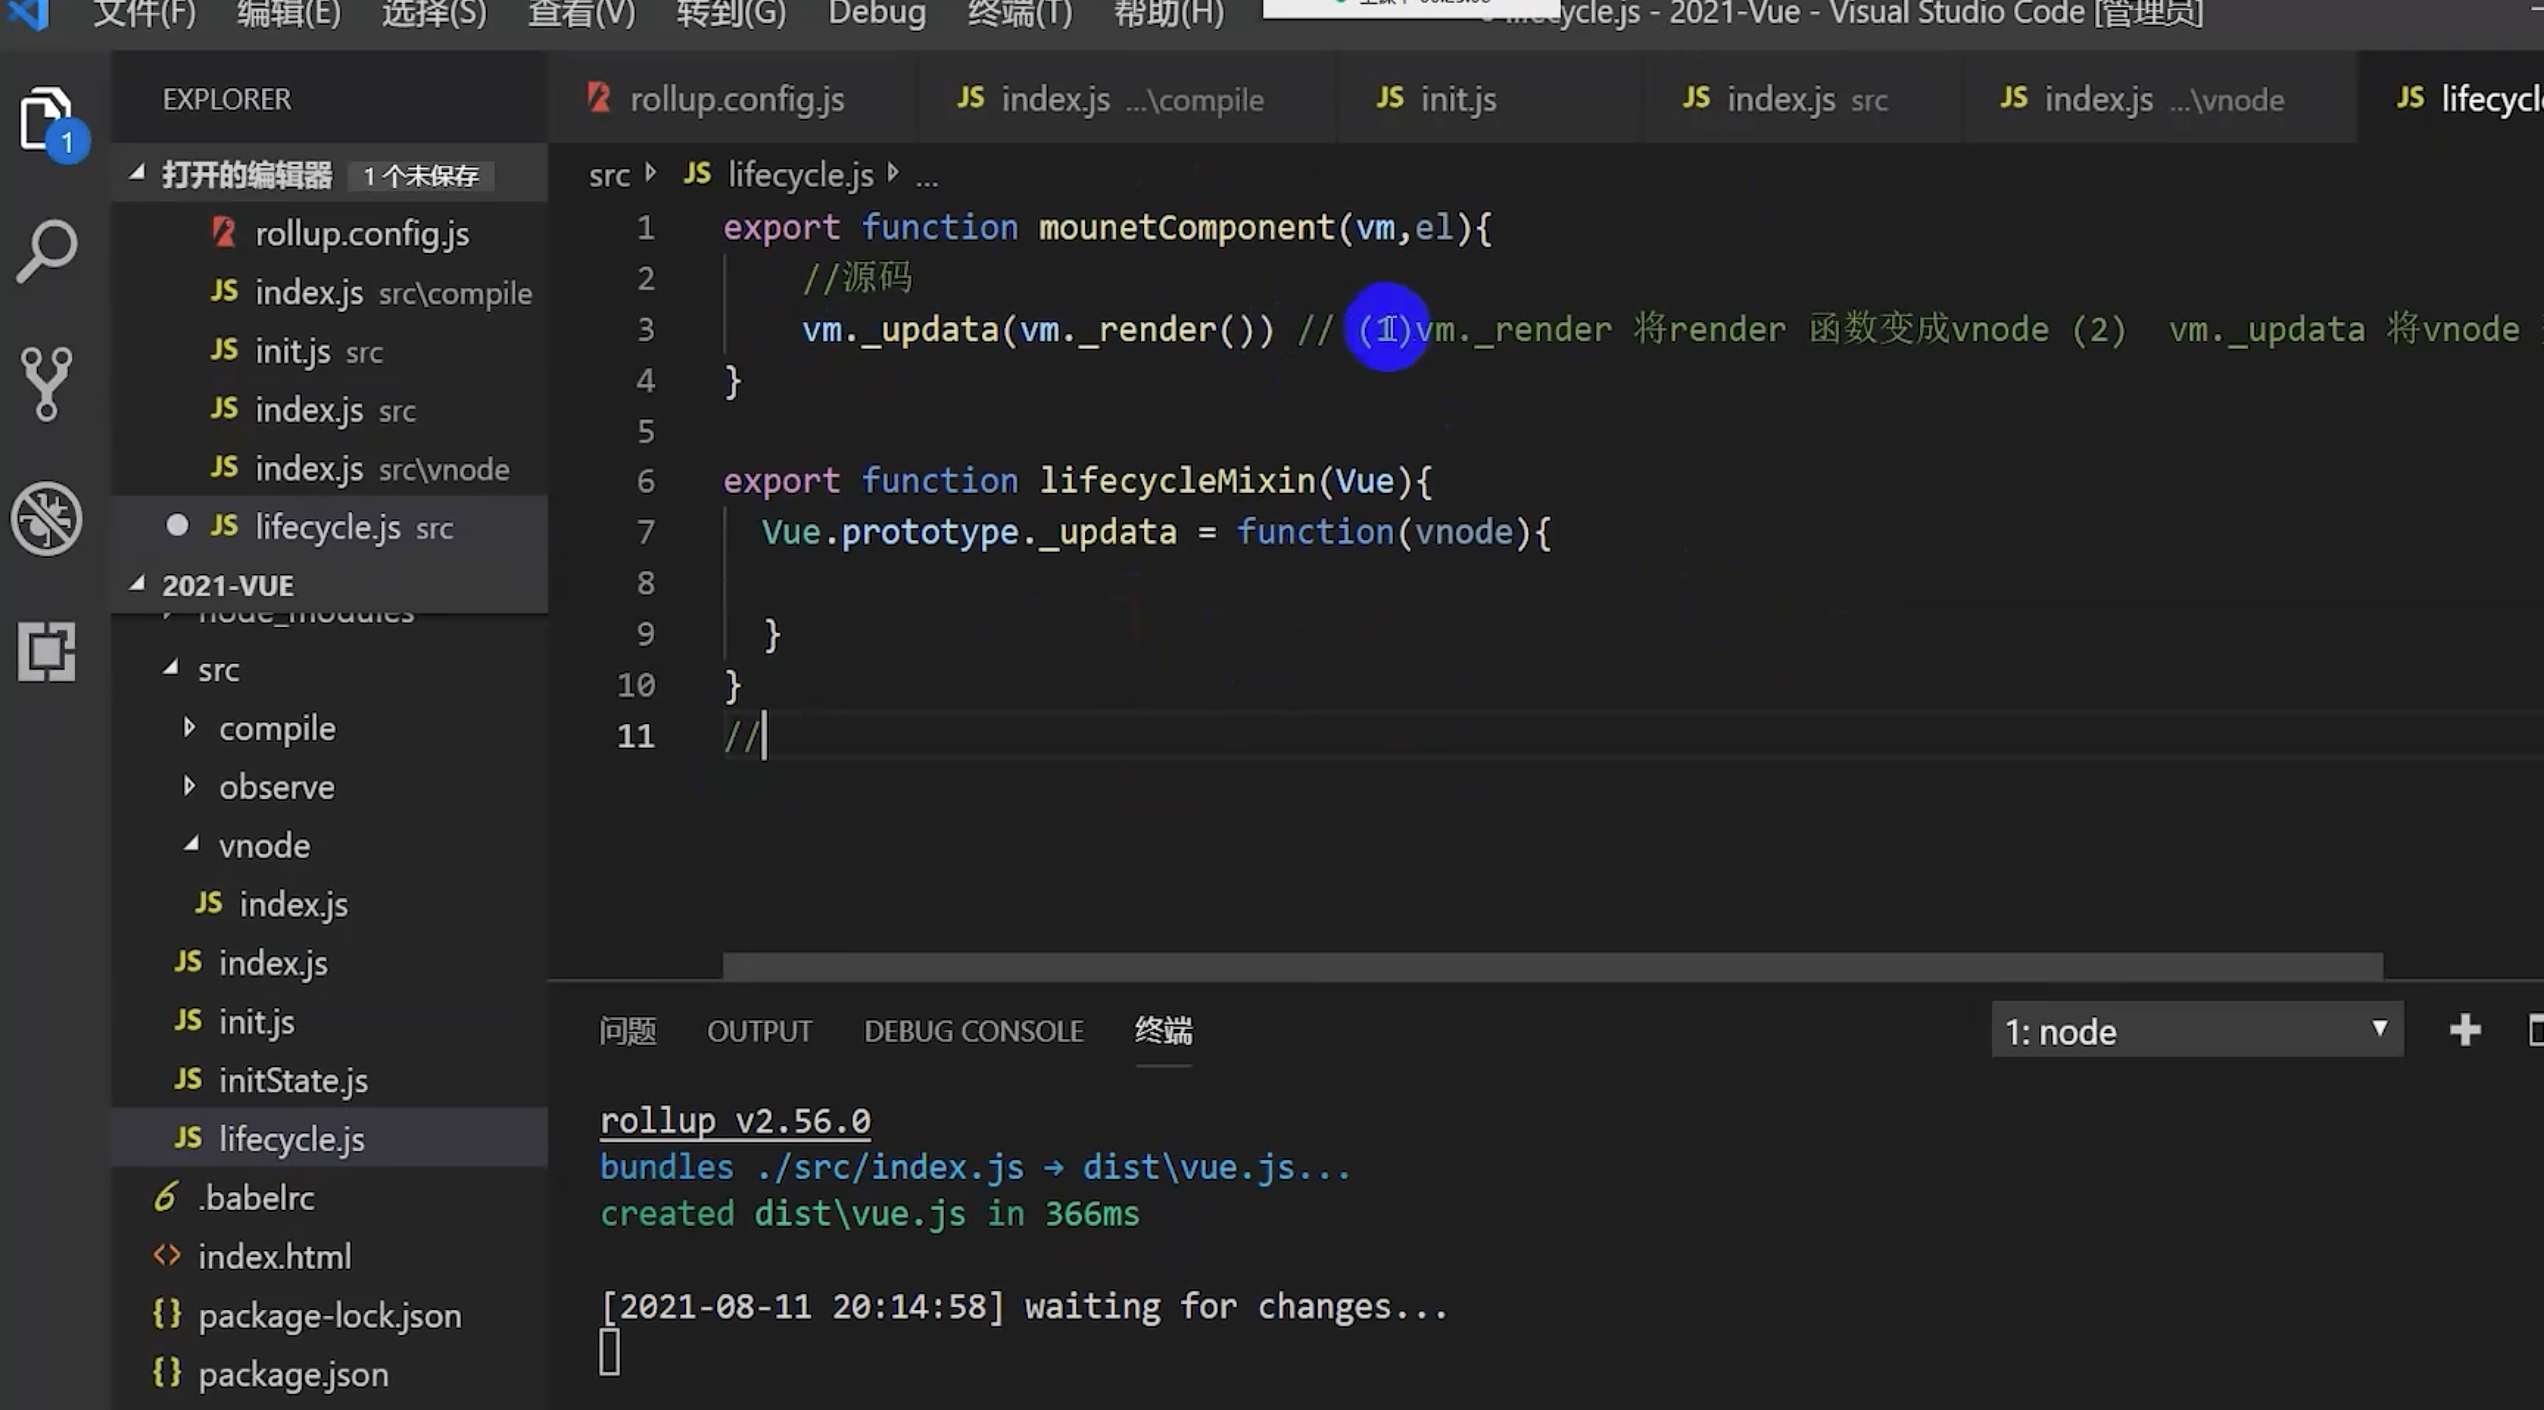 文件(F) 编辑(E) 选择(S) 查看(V) 转到(G) Debug 终端(T) 帮助(H) lifecycle.js - 2021-Vue - Visual Studio Code [管理员]
EXPLORER
1
打开的编辑器 1 个未保存
rollup.config.js
index.js src\compile
init.js src
index.js src
index.js src\vnode
lifecycle.js src
2021-VUE
node_modules
src
compile
observe
vnode
JS index.js
JS index.js
JS init.js
JS initState.js
JS lifecycle.js
.babelrc
index.html
package-lock.json
package.json
rollup.config.js JS index.js ...\compile JS init.js JS index.js src JS index.js ...\vnode JS lifecycl
src JS lifecycle.js ...
1 export function mounetComponent(vm,el){
2 //源码
3 vm._updata(vm._render()) // (1)vm._render 将render 函数变成vnode (2) vm._updata 将vnode
4 }
5
6 export function lifecycleMixin(Vue){
7 Vue.prototype._updata = function(vnode){
8
9 }
10 }
11 //
问题 OUTPUT DEBUG CONSOLE 终端 1: node
rollup v2.56.0
bundles ./src/index.js → dist\vue.js...
created dist\vue.js in 366ms
[2021-08-11 20:14:58] waiting for changes...